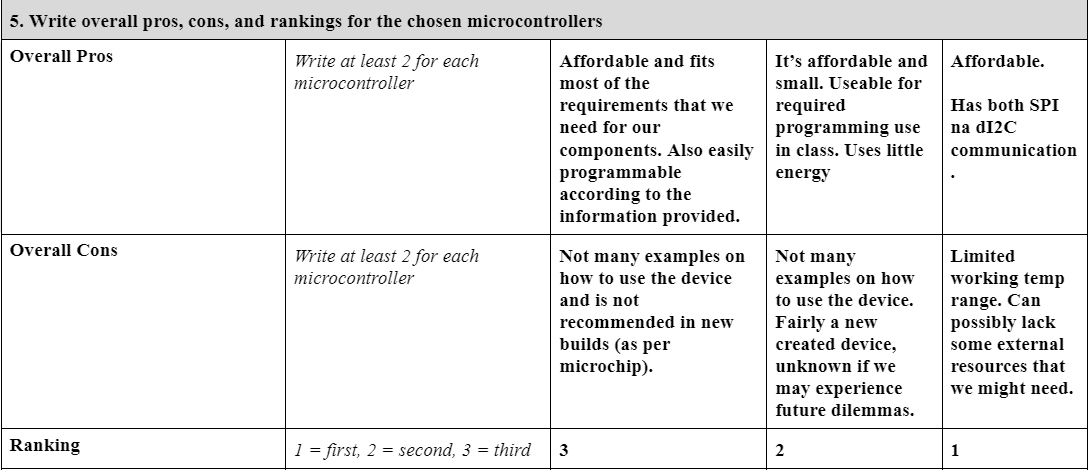 5. Write overall pros, cons, and rankings for the chosen microcontrollers
Overall Pros
Write at least 2 for each
microcontroller
Affordable and fits
most of the
requirements that we
need for our
components. Also easily
programmable
according to the
information provided.
It's affordable and
small. Useable for
required
programming use
in class. Uses little
energy
Affordable.
Has both SPI
na dI2C
communication
.
Overall Cons
Write at least 2 for each
microcontroller
Not many examples on
how to use the device
and is not
recommended in new
builds (as per
microchip).
Not many
examples on how
to use the device.
Fairly a new
created device,
unknown if we
may experience
future dilemmas.
Limited
working temp
range. Can
possibly lack
some external
resources that
we might need.
Ranking
1 = first, 2 = second, 3 = third
3
2
1